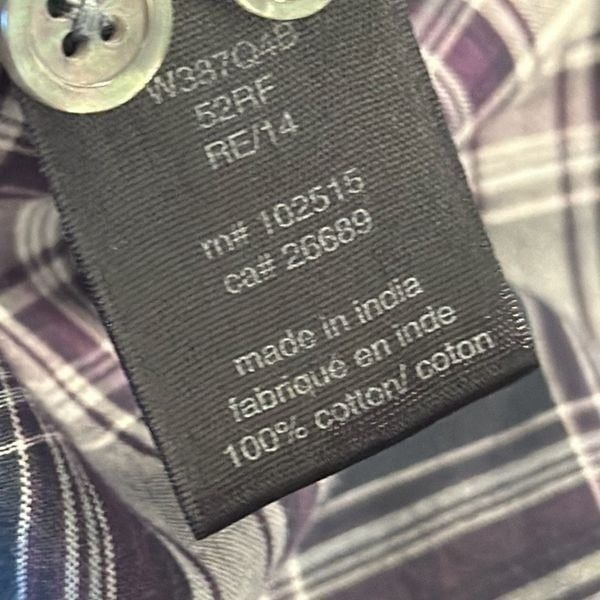 W387Q4B
52RF
RE/14
rn# 102515
ca# 26689
made in india
fabriqué en inde
100% cotton/ coton